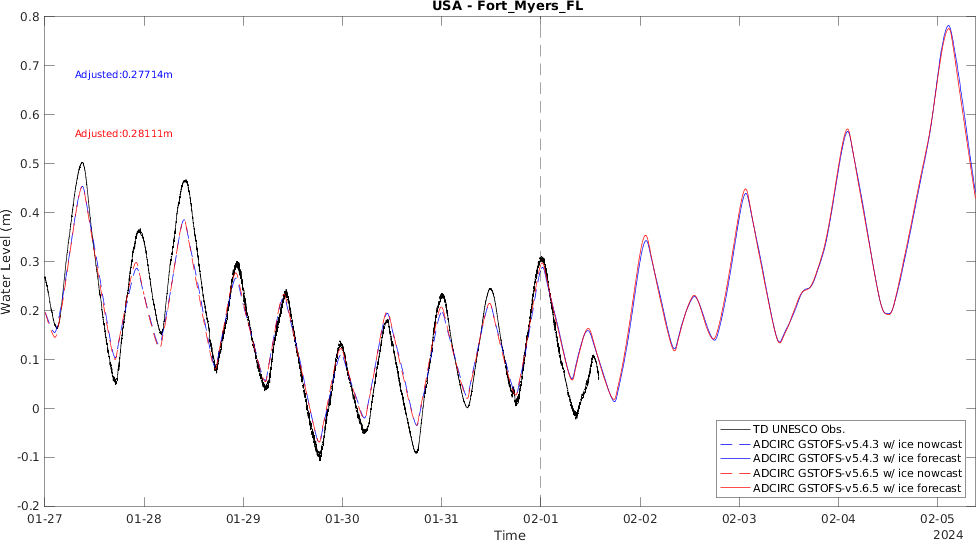 USA - Fort_Myers_FL
0.8
0.7
0.6
0.5
0.4
0.3
0.2
0.1
0
-0.1
-0.2
Water Level (m)
Adjusted:0.27714m
Adjusted:0.28111m
TD UNESCO Obs.
ADCIRC GSTOFS-v5.4.3 w/ ice nowcast
ADCIRC GSTOFS-v5.4.3 w/ ice forecast
ADCIRC GSTOFS-v5.6.5 w/ ice nowcast
ADCIRC GSTOFS-v5.6.5 w/ ice forecast
01-27 01-28 01-29 01-30 01-31 02-01 02-02 02-03 02-04 02-05
Time
2024